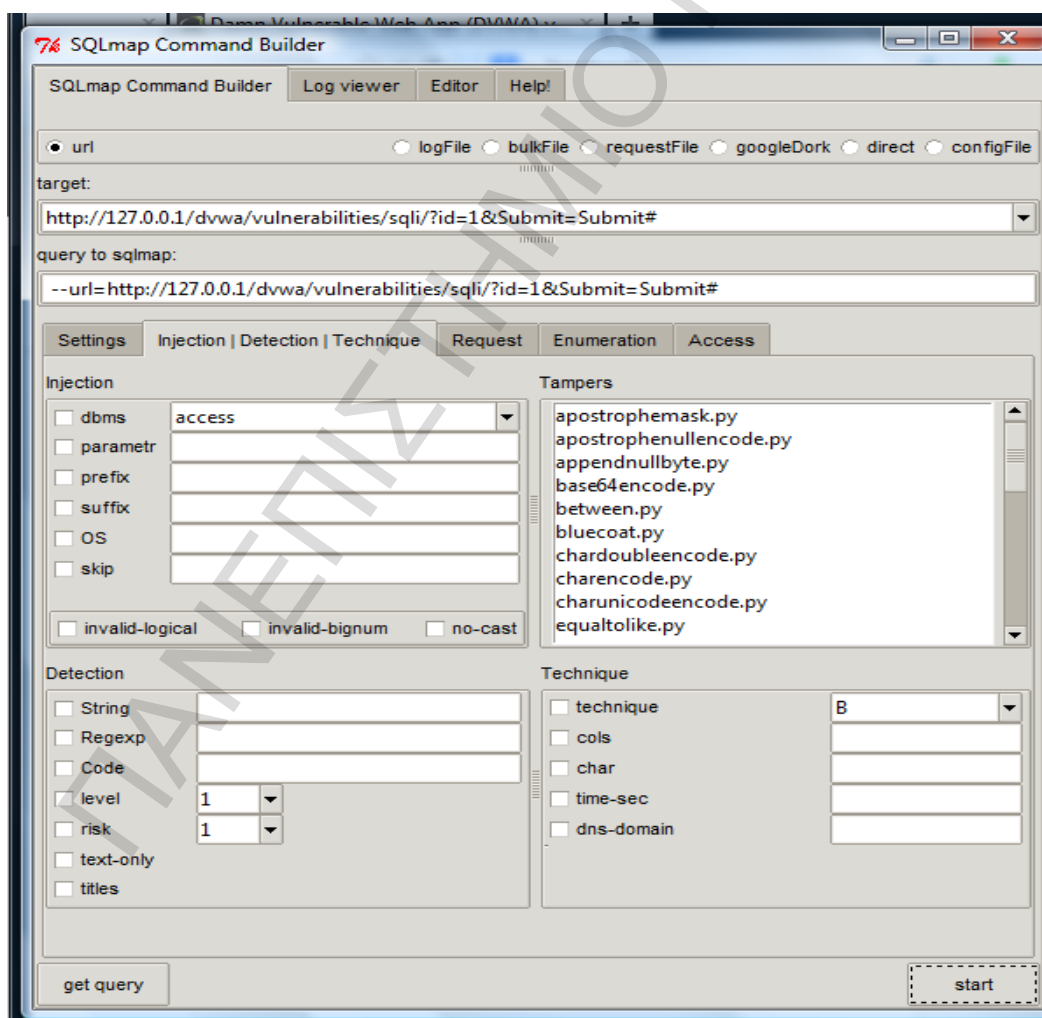 Damn Vulnerable Web App (DVWA) v
SQLmap Command Builder
SQLmap Command Builder Log viewer Editor Help!
url logFile bulkFile requestFile googleDork direct configFile
target:
http://127.0.0.1/dvwa/vulnerabilities/sqli/?id=1&Submit=Submit#
query to sqlmap:
--url=http://127.0.0.1/dvwa/vulnerabilities/sqli/?id=1&Submit=Submit#
Settings Injection | Detection | Technique Request Enumeration Access
Injection
dbms access
parametr
prefix
suffix
OS
skip
invalid-logical invalid-bignum no-cast
Tampers
apostrophemask.py
apostrophenullencode.py
appendnullbyte.py
base64encode.py
between.py
bluecoat.py
chardoubleencode.py
charencode.py
charunicodeencode.py
equaltolike.py
Detection
String
Regexp
Code
level 1
risk 1
text-only
titles
Technique
technique B
cols
char
time-sec
dns-domain
get query start
ΠΑΝΕΠΙΣΤΗΜΙΟ